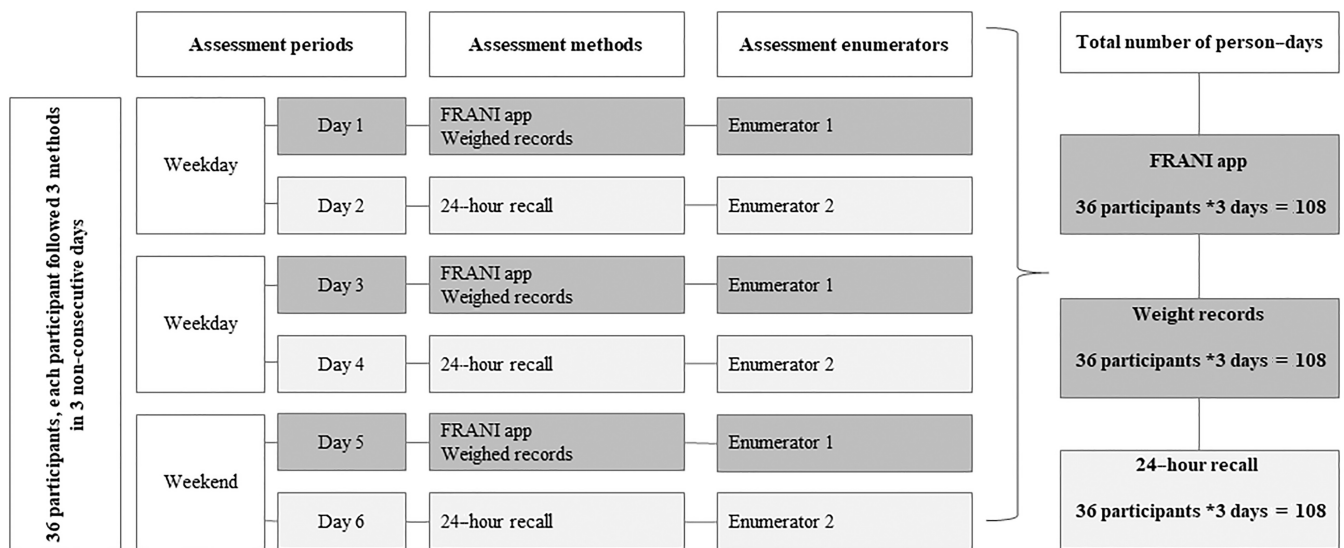 Assessment periods
Assessment methods
Assessment enumerators
Total number of person–days
36 participants, each participant followed 3 methods
in 3 non-consecutive days
Weekday
Day 1
FRANI app
Weighed records
Enumerator 1
Day 2
24-hour recall
Enumerator 2
Weekday
Day 3
FRANI app
Weighed records
Enumerator 1
Day 4
24-hour recall
Enumerator 2
Weekend
Day 5
FRANI app
Weighed records
Enumerator 1
Day 6
24–hour recall
Enumerator 2
FRANI app
36 participants *3 days = 108
Weight records
36 participants *3 days = 108
24–hour recall
36 participants *3 days = 108